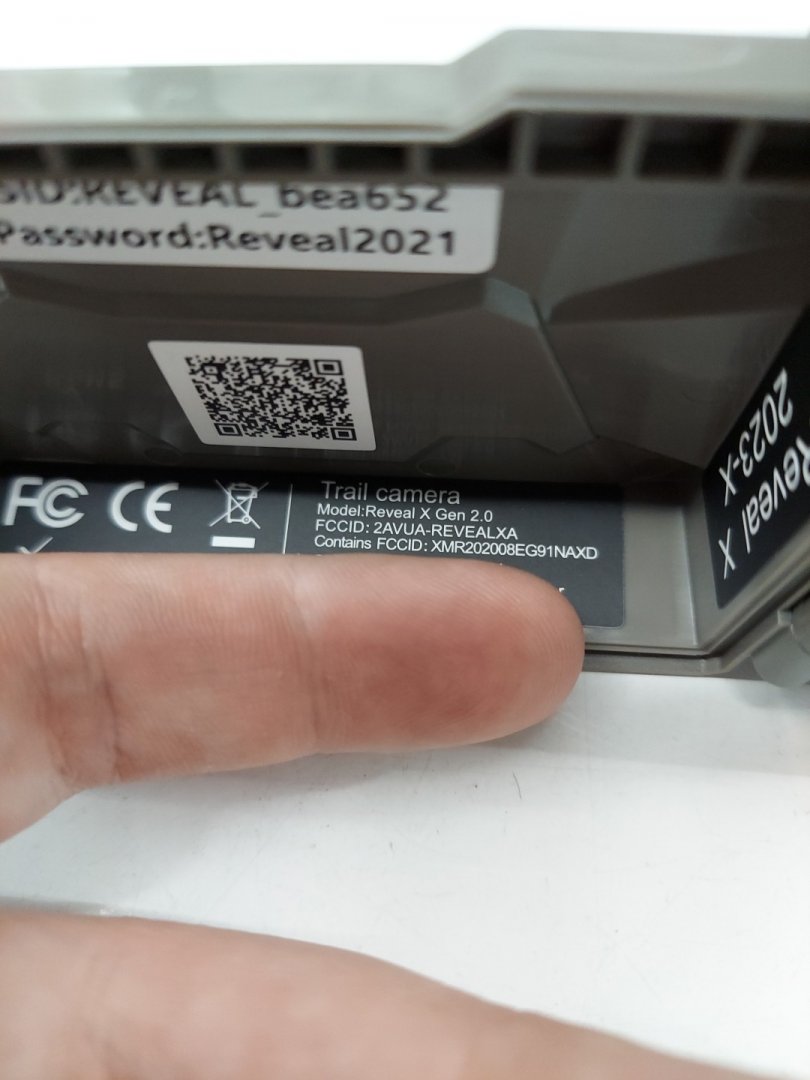 SSID:REVEAL_bea652
Password:Reveal2021
FC CE
Trail camera
Model:Reveal X Gen 2.0
FCCID: 2AVUA-REVEALXA
Contains FCCID: XMR202008EG91NAXD
Reveal X
2023-X